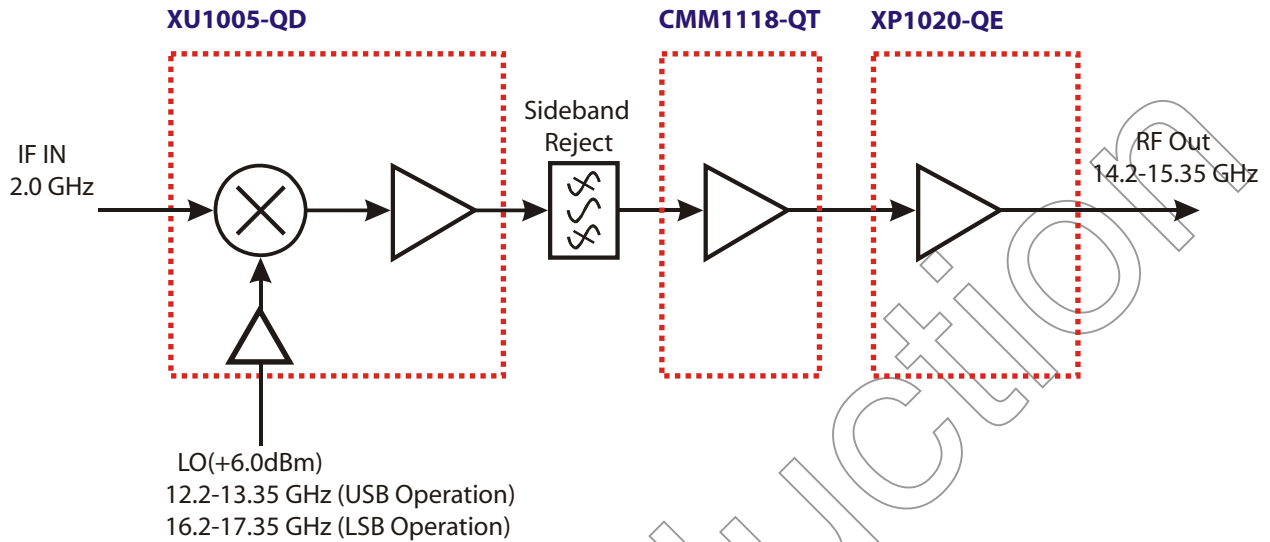 XU1005-QD
CMM1118-QT
XP1020-QE
Sideband
Reject
IF IN
2.0 GHz
RF Out
14.2-15.35 GHz
LO(+6.0dBm)
12.2-13.35 GHz (USB Operation)
16.2-17.35 GHz (LSB Operation)
uction